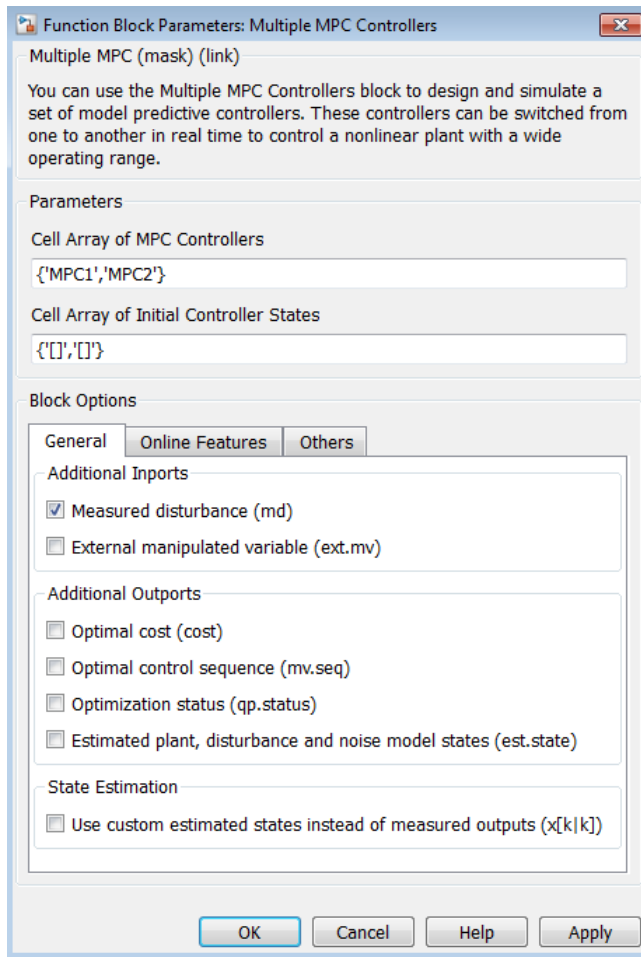 Function Block Parameters: Multiple MPC Controllers
Multiple MPC (mask) (link)
You can use the Multiple MPC Controllers block to design and simulate a
set of model predictive controllers. These controllers can be switched from
one to another in real time to control a nonlinear plant with a wide
operating range.
Parameters
Cell Array of MPC Controllers
{'MPC1','MPC2'}
Cell Array of Initial Controller States
{'[]','[]'}
Block Options
General Online Features Others
Additional Inports
Measured disturbance (md)
External manipulated variable (ext.mv)
Additional Outports
Optimal cost (cost)
Optimal control sequence (mv.seq)
Optimization status (qp.status)
Estimated plant, disturbance and noise model states (est.state)
State Estimation
Use custom estimated states instead of measured outputs (x[k|k])
OK Cancel Help Apply